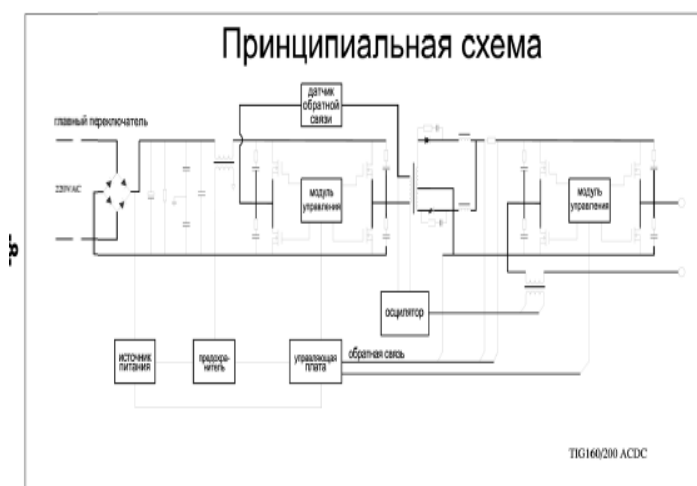 Принципиальная схема
датчик
обратной
связи
главный переключатель
220V/AC
модуль
управления
модуль
управления
-8-
осцилятор
источник
питания
предохра-
нитель
управляющая
плата
обратная связь
TIG160/200 ACDC